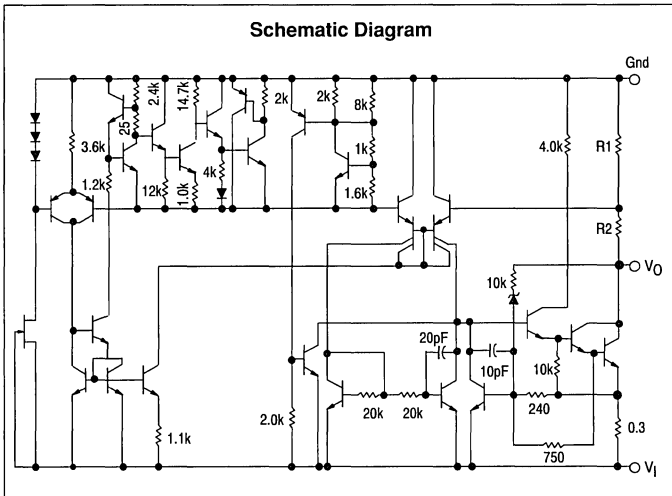 Schematic Diagram
Gnd
2.4k
14.7k
2k
2k
8k
25
3.6k
4.0k
R1
1k
4k
1.2k
12k
1.0k
1.6k
R2
VO
10k
20pF
10pF
10k
20k
20k
240
2.0k
0.3
1.1k
750
VI